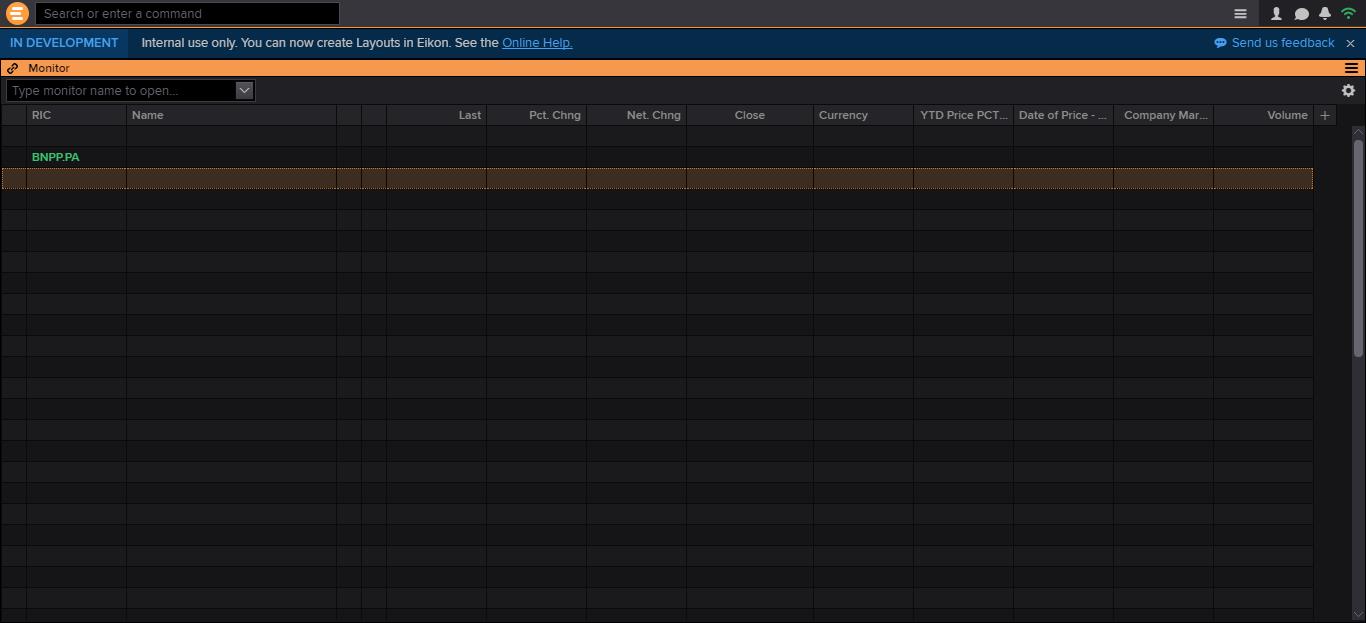 Search or enter a command
IN DEVELOPMENT Internal use only. You can now create Layouts in Eikon. See the Online Help. Send us feedback
Monitor
Type monitor name to open...
RIC Name Last Pct. Chng Net. Chng Close Currency YTD Price PCT... Date of Price - ... Company Mar... Volume
BNPP.PA